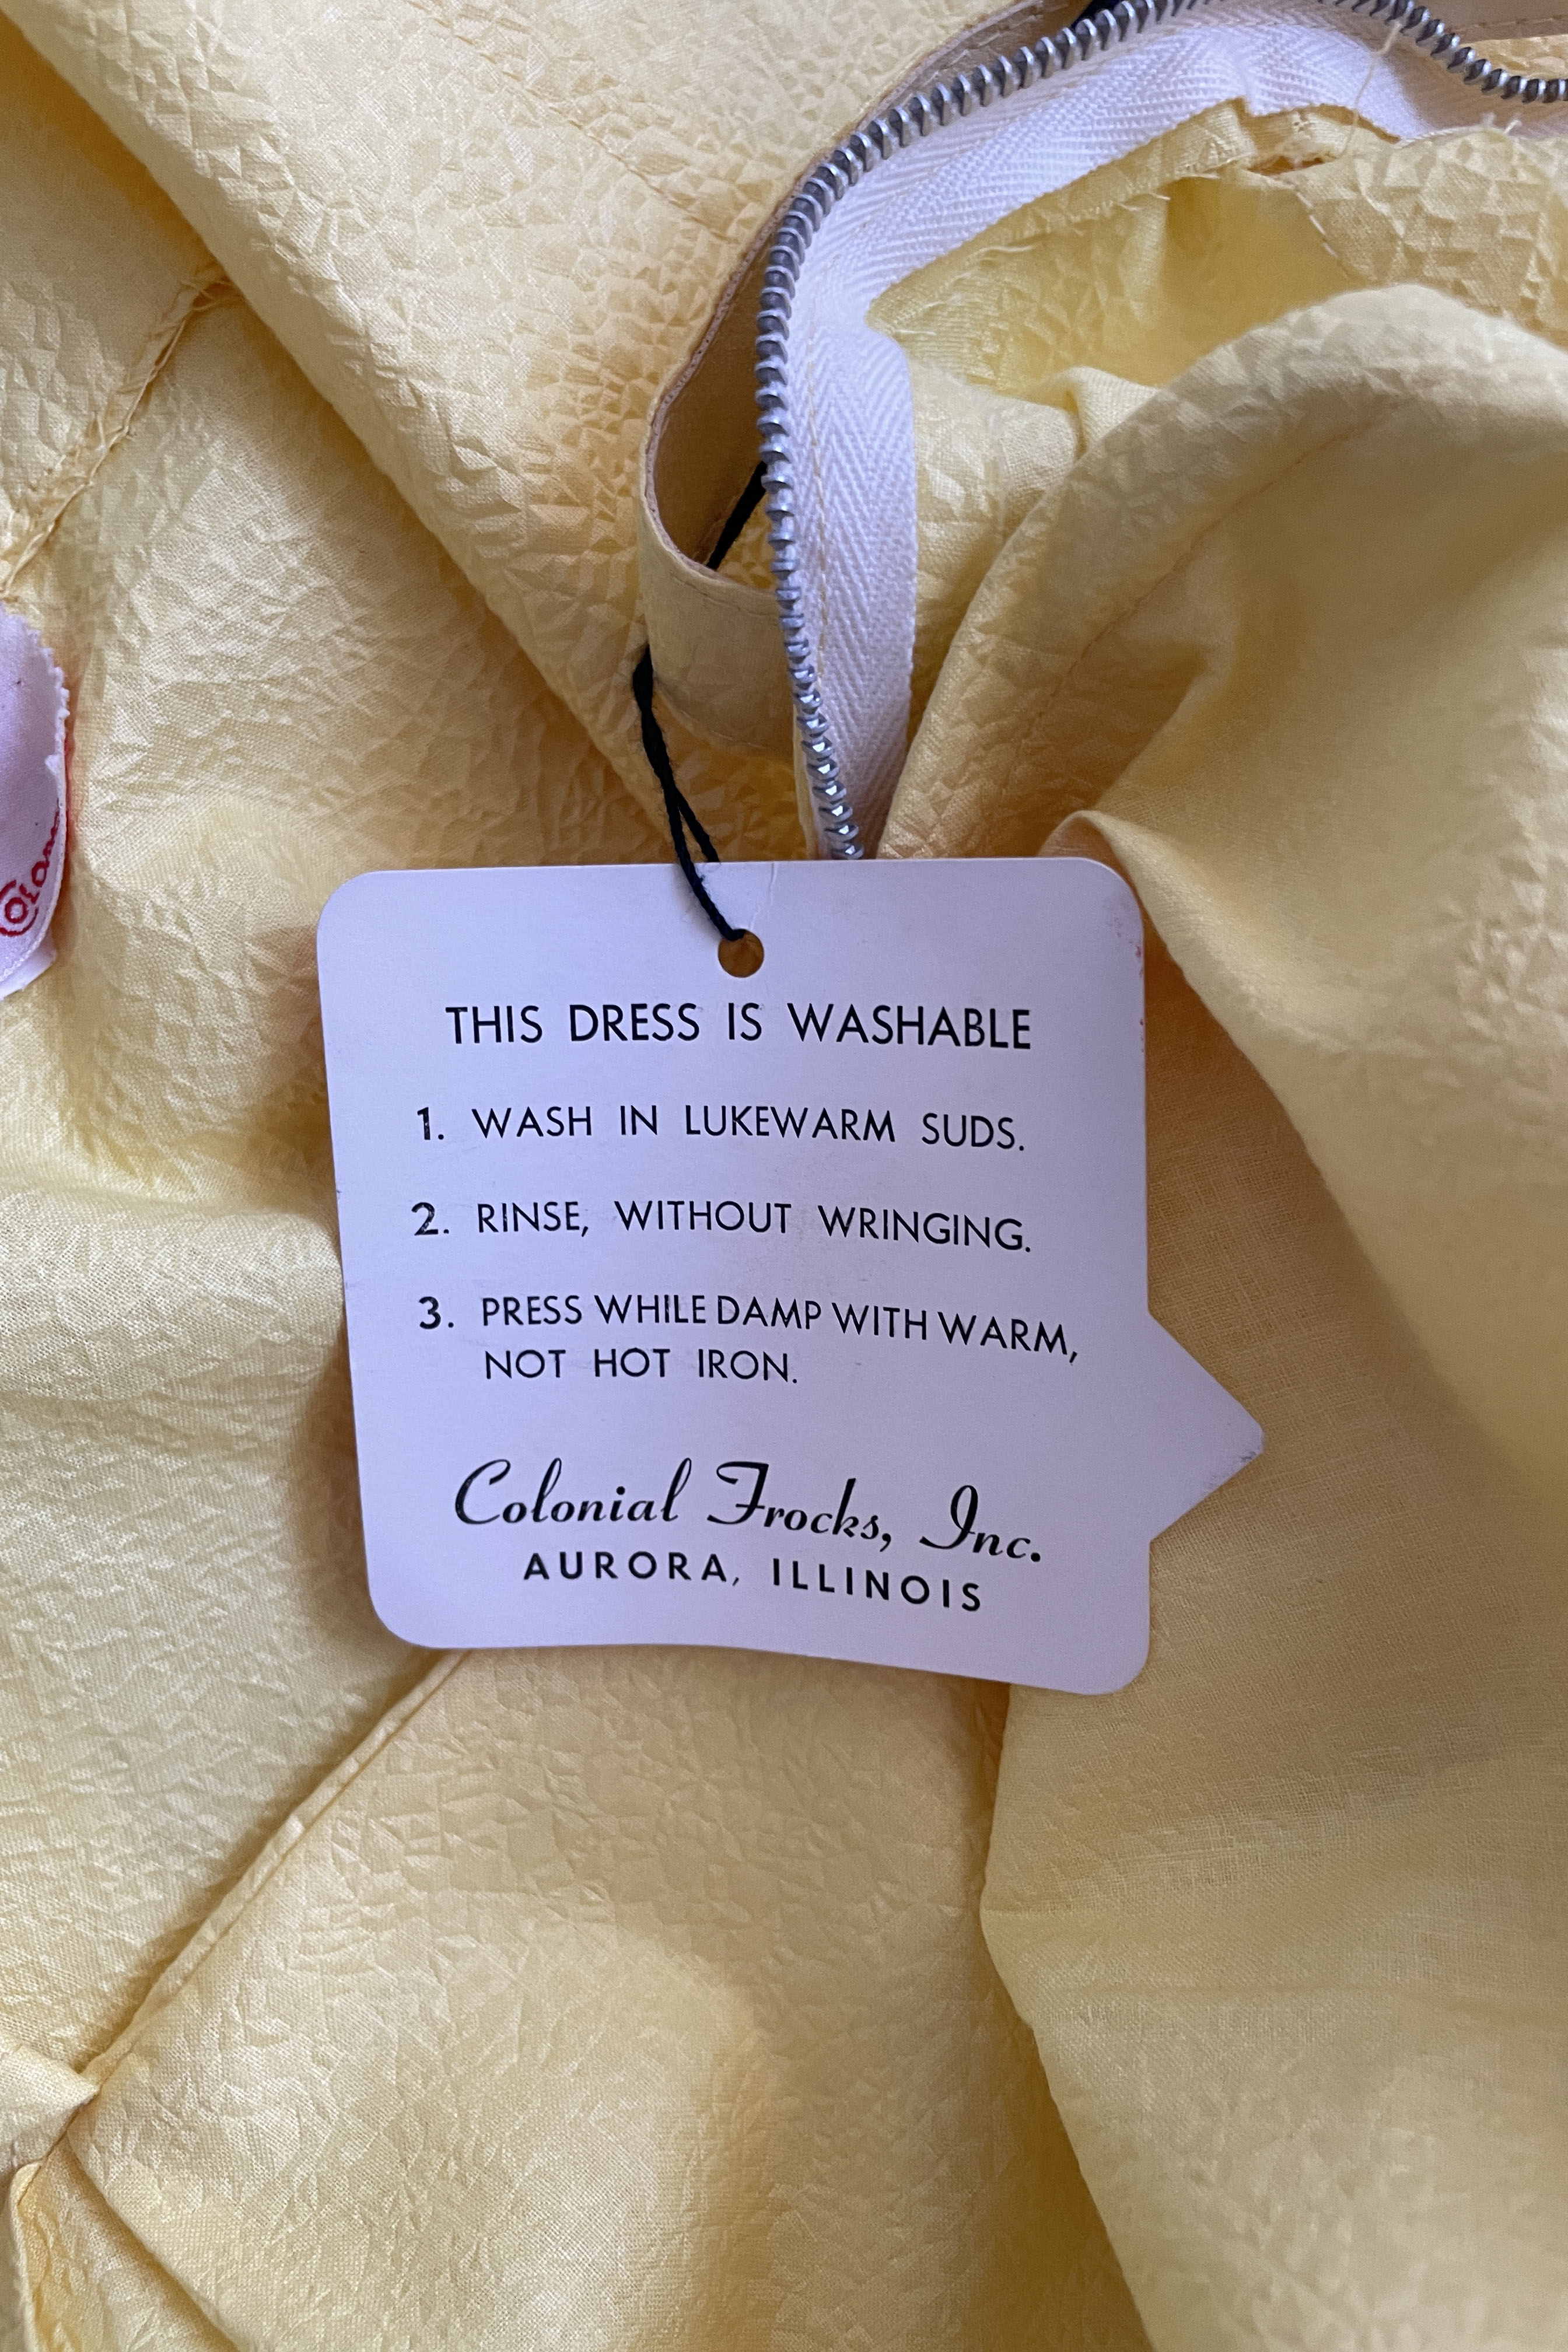 THIS DRESS IS WASHABLE
1. WASH IN LUKEWARM SUDS.
2. RINSE, WITHOUT WRINGING.
3. PRESS WHILE DAMP WITH WARM,
NOT HOT IRON.
Colonial Frocks, Inc.
AURORA, ILLINOIS